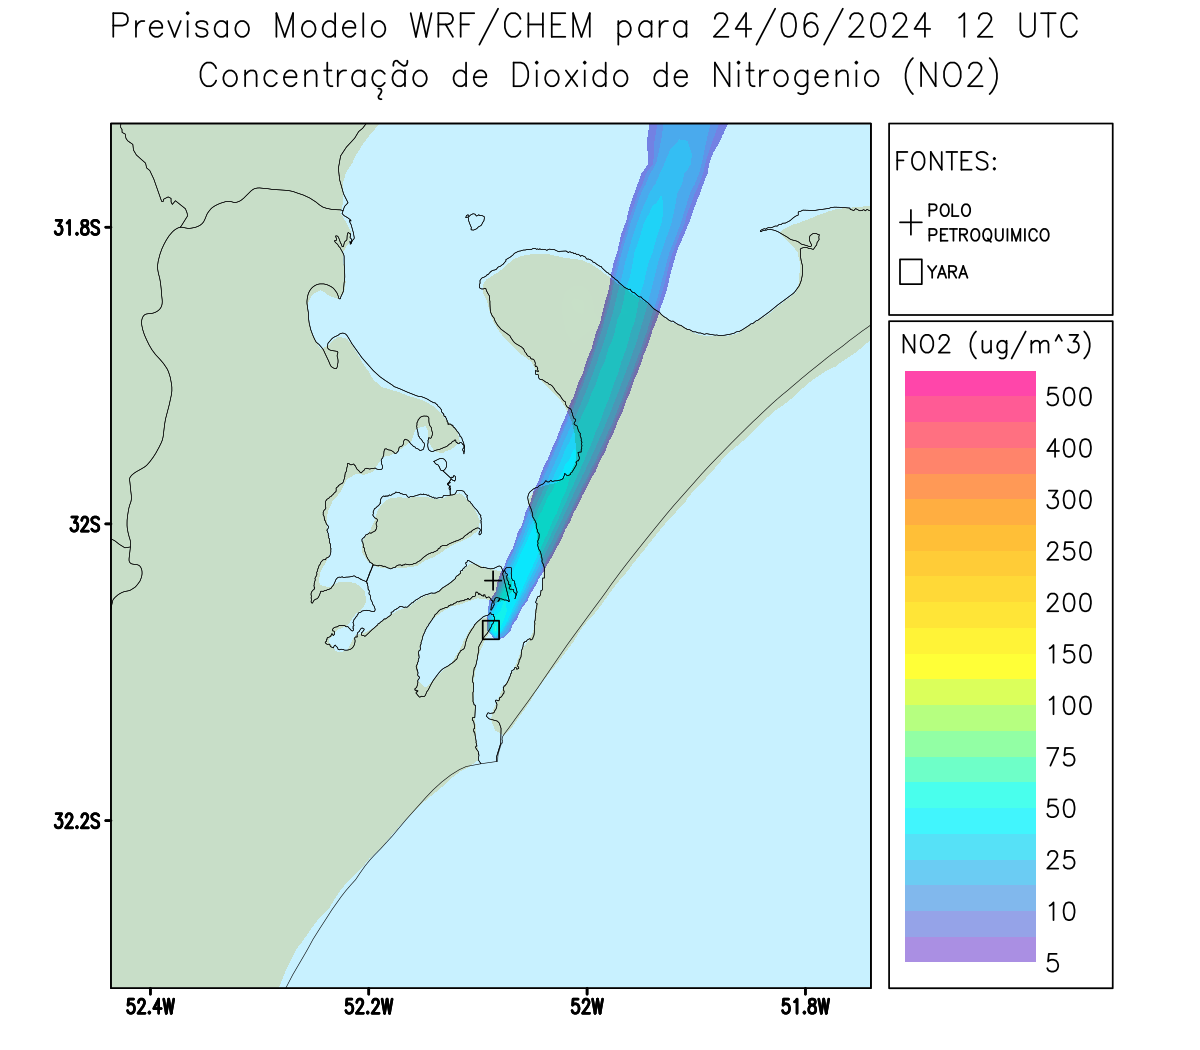 Previsao Modelo WRF/CHEM para 24/06/2024 12 UTC
Concentração de Dioxido de Nitrogenio (NO2)
FONTES:
POLO
PETROQUIMICO
YARA
NO2 (ug/m^3)
500
400
300
250
200
150
100
75
50
25
10
5
31.8S
32S
32.2S
52.4W
52.2W
52W
51.8W